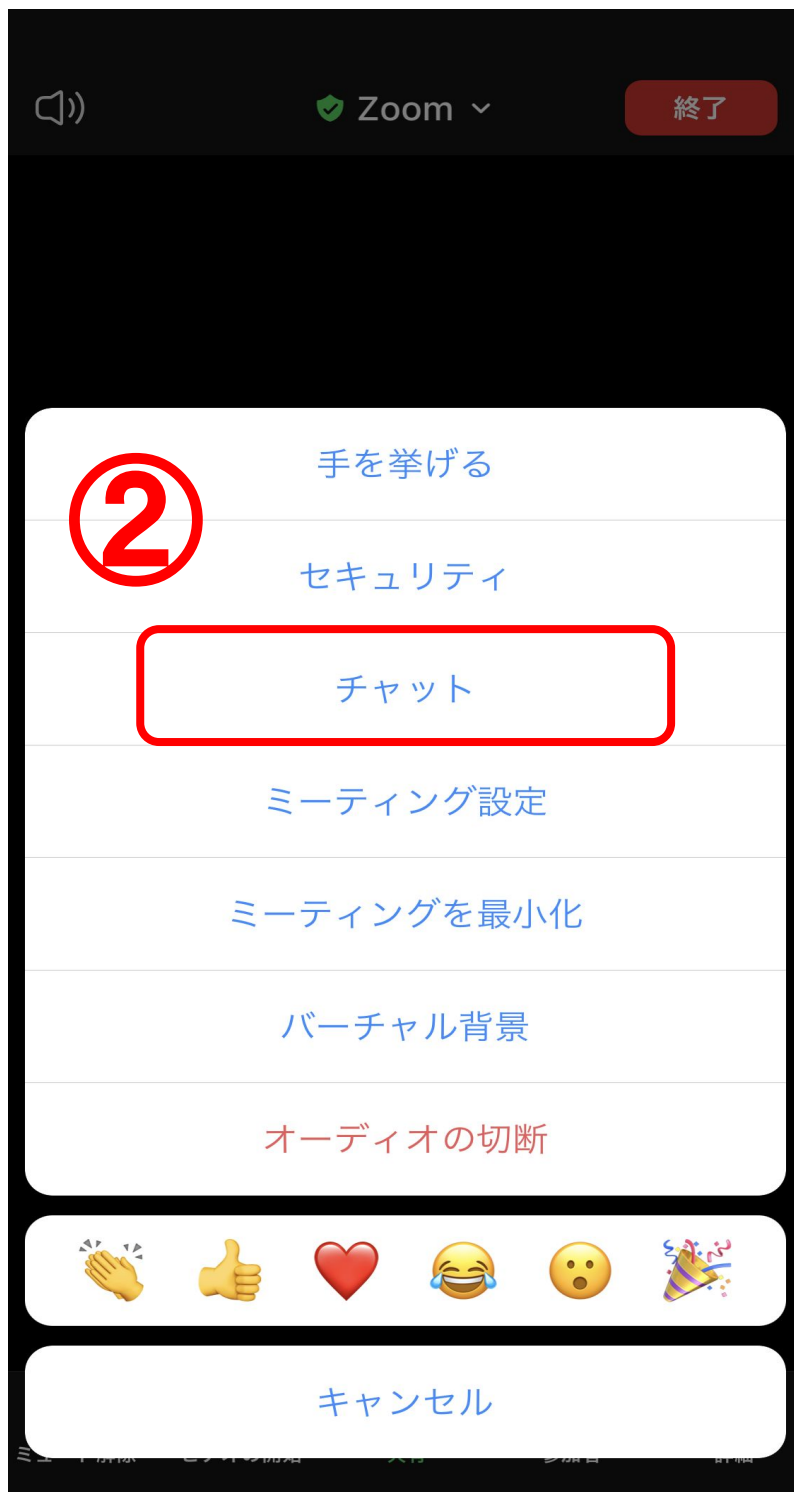 Zoom
終了
手を挙げる
②
セキュリティ
チャット
ミーティング設定
ミーティングを最小化
バーチャル背景
オーディオの切断
キャンセル